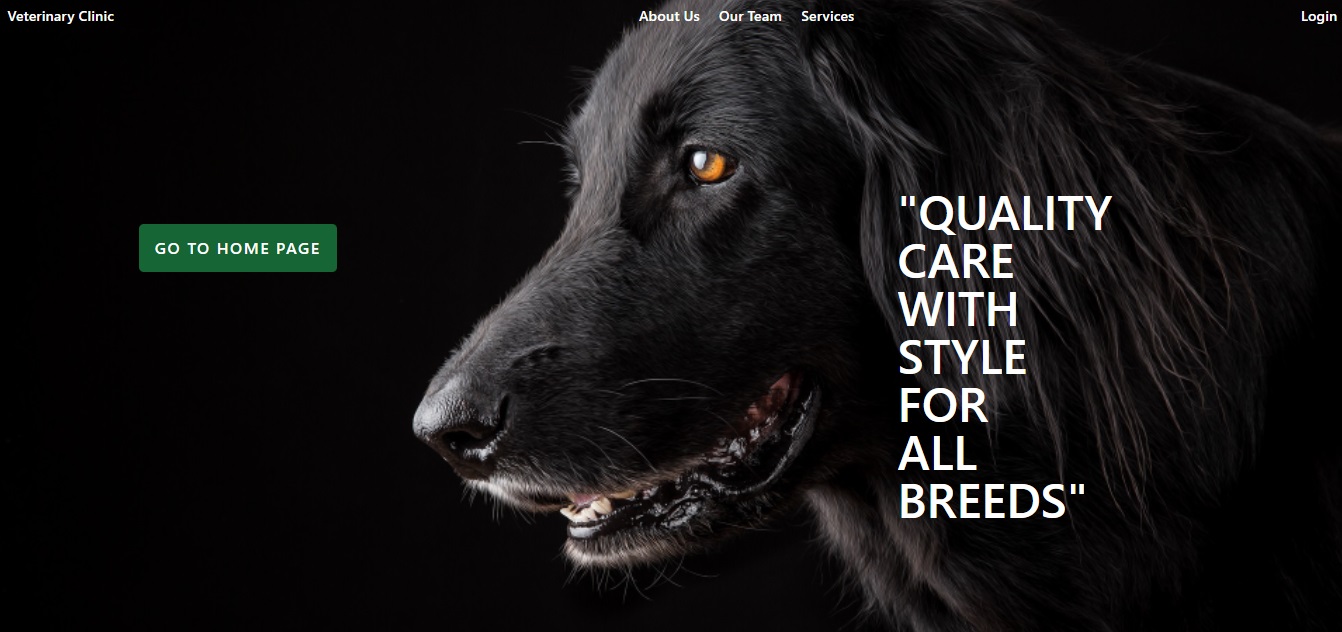 Veterinary Clinic About Us Our Team Services Login
GO TO HOME PAGE
"QUALITY
CARE
WITH
STYLE
FOR
ALL
BREEDS"